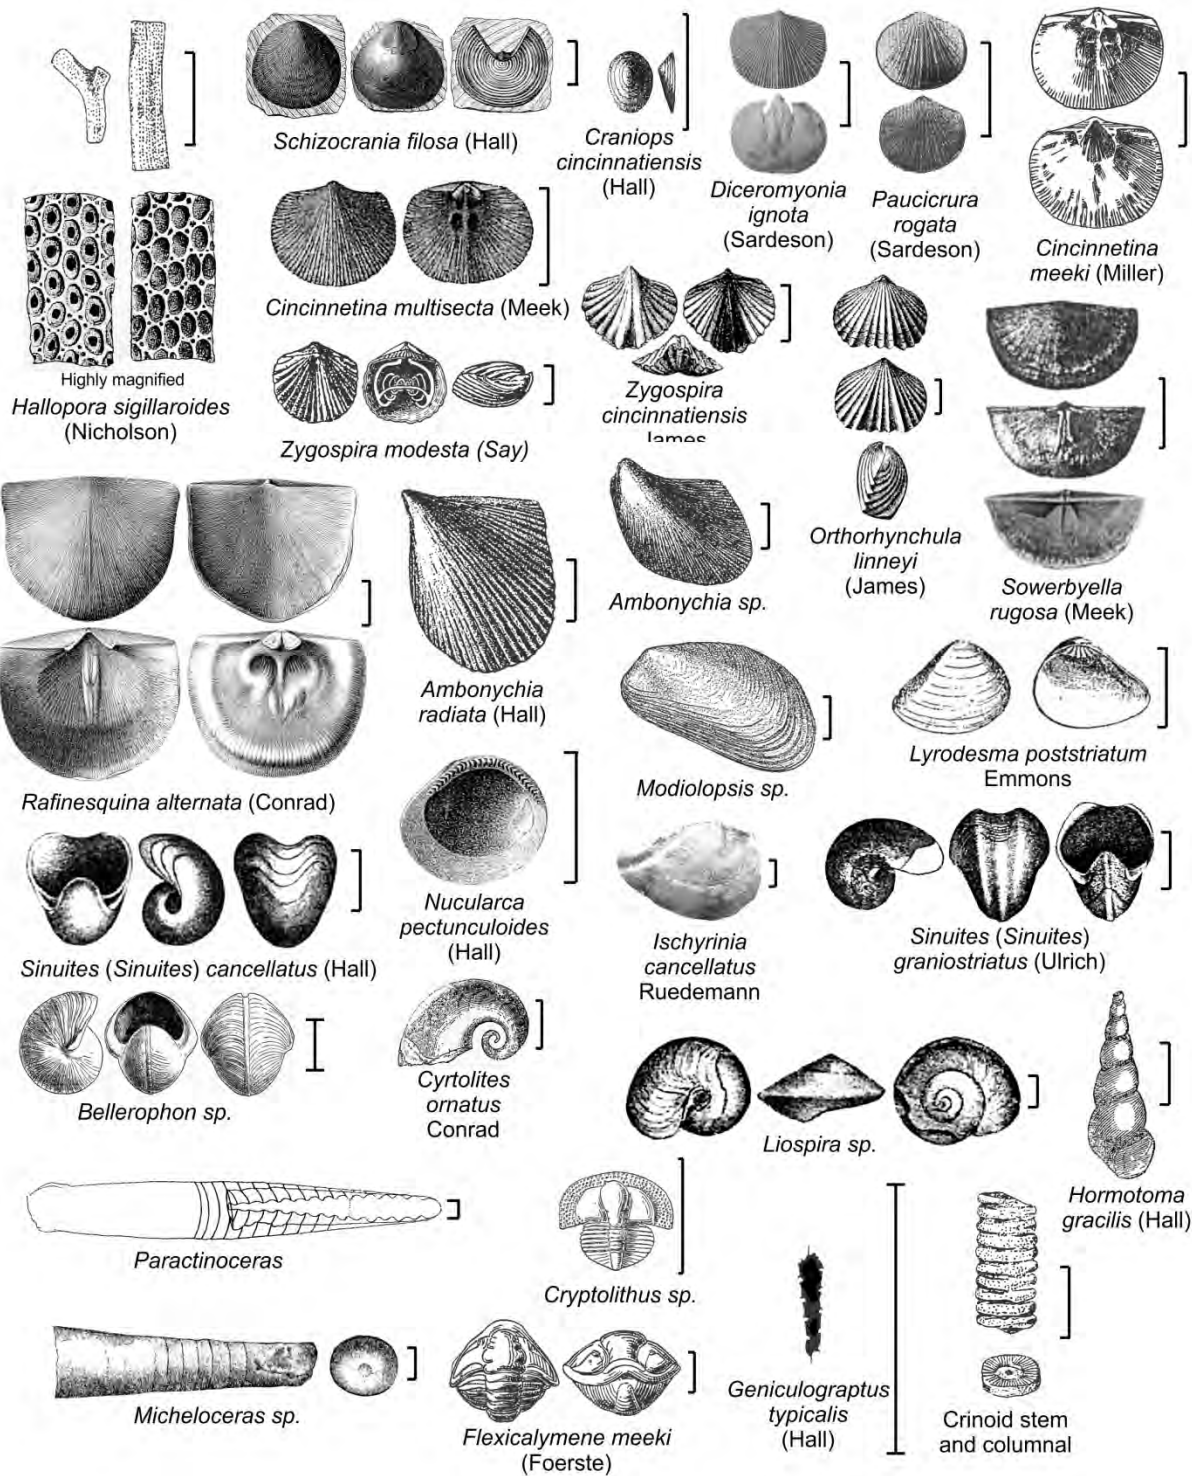 Schizocrania filosa (Hall)
Craniops
cincinnatiensis
(Hall)
Diceromyonia
ignota
(Sardeson)
Paucicrura
rogata
(Sardeson)
Cincinnetina
meeki (Miller)
Highly magnified
Hallopora sigillaroides
(Nicholson)
Cincinnetina multisecta (Meek)
Zygospira modesta (Say)
Zygospira
cincinnatiensis
James
Orthorhynchula
linneyi
(James)
Sowerbyella
rugosa (Meek)
Rafinesquina alternata (Conrad)
Ambonychia
radiata (Hall)
Ambonychia sp.
Modiolopsis sp.
Lyrodesma poststriatum
Emmons
Sinuites (Sinuites) cancellatus (Hall)
Nucularca
pectunculoides
(Hall)
Ischyrinia
cancellatus
Ruedemann
Sinuites (Sinuites)
graniostriatus (Ulrich)
Bellerophon sp.
Cyrtolites
ornatus
Conrad
Liospira sp.
Hormotoma
gracilis (Hall)
Paractinoceras
Cryptolithus sp.
Micheloceras sp.
Flexicalymene meeki
(Foerste)
Geniculograptus
typicalis
(Hall)
Crinoid stem
and columnal